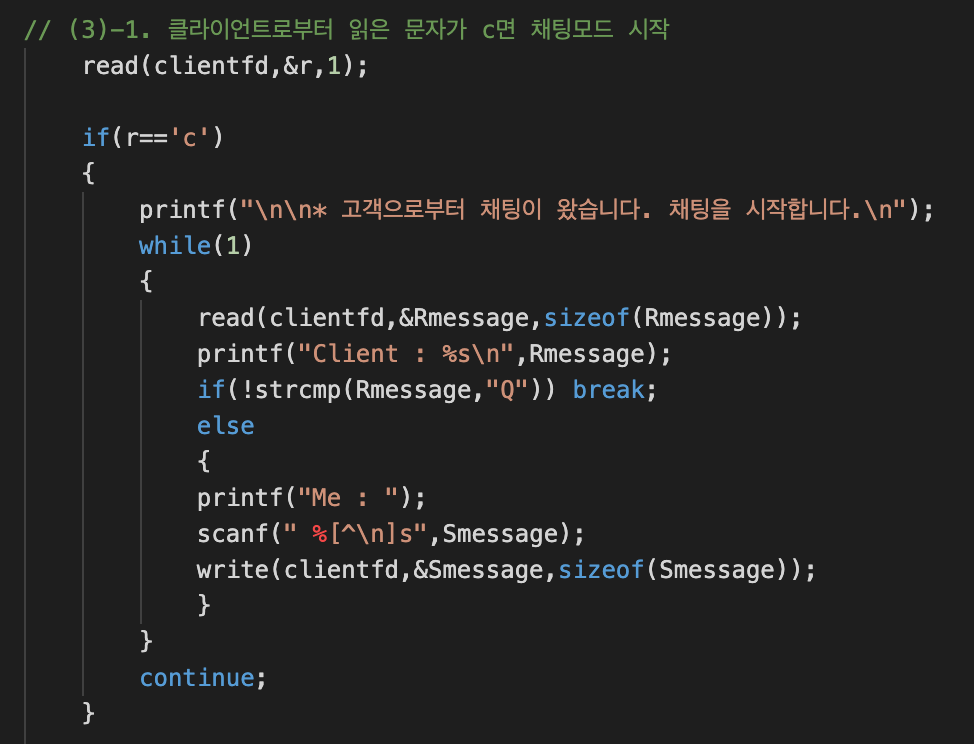 // (3)-1. 클라이언트로부터 읽은 문자가 c면 채팅모드 시작
read(clientfd,&r,1);
if(r=='c')
{
printf("\n\n* 고객으로부터 채팅이 왔습니다. 채팅을 시작합니다.\n");
while(1)
{
read(clientfd,&Rmessage,sizeof(Rmessage));
printf("Client : %s\n",Rmessage);
if(!strcmp(Rmessage,"Q")) break;
else
{
printf("Me : ");
scanf(" %[^\n]s",Smessage);
write(clientfd,&Smessage,sizeof(Smessage));
}
}
continue;
}